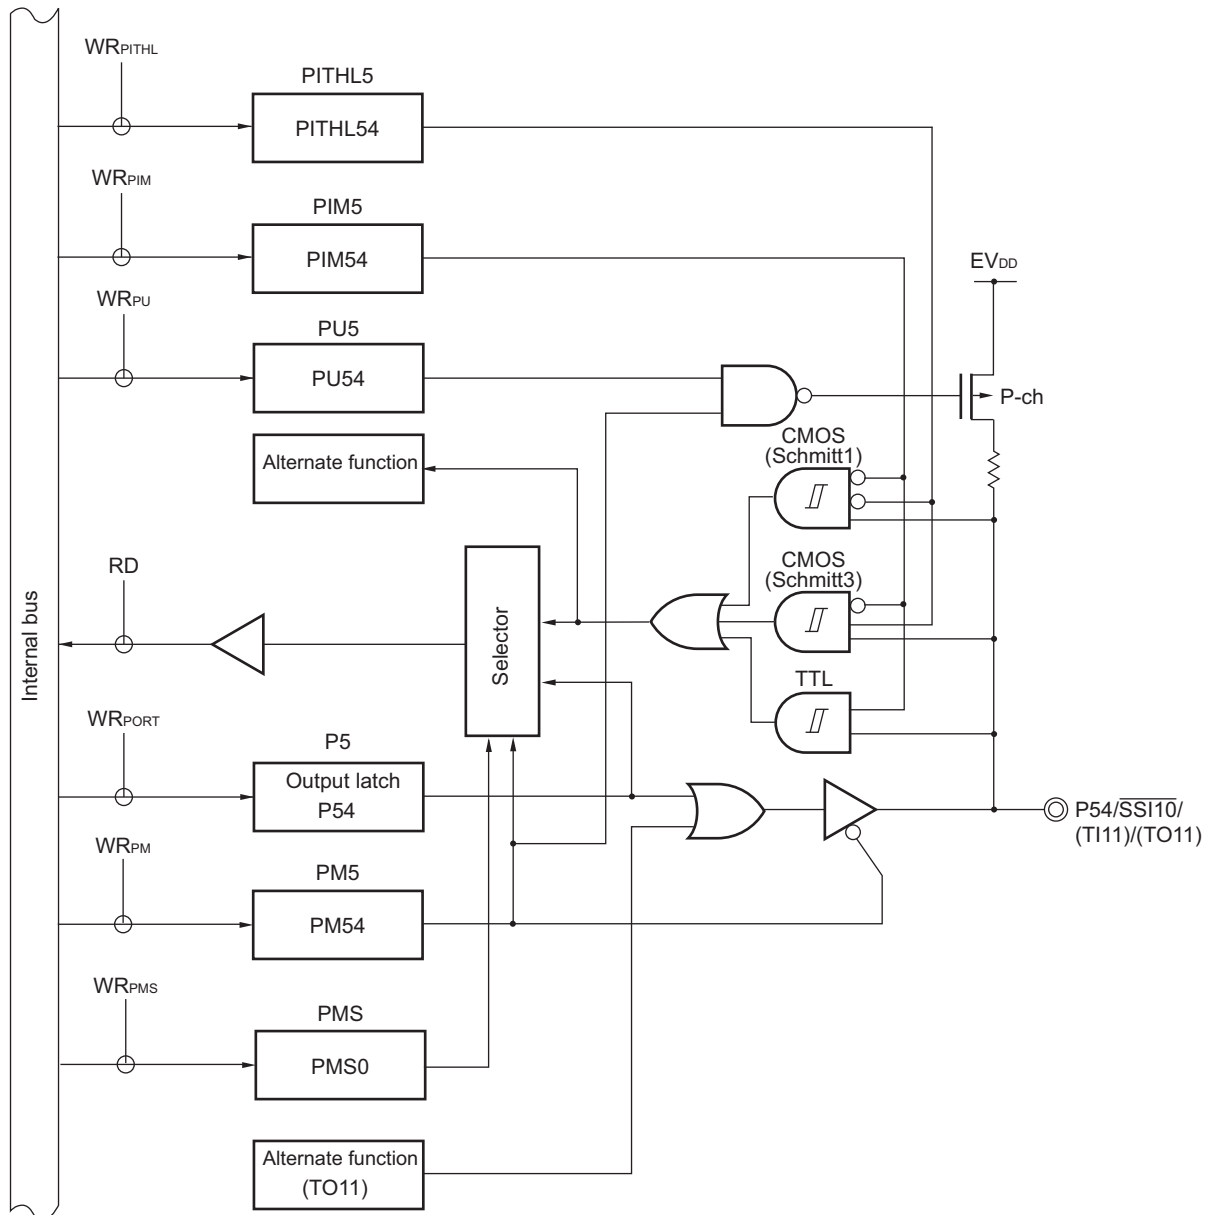 WRPITHL
PITHL5
PITHL54
WRPIM
PIM5
PIM54
EVDD
WRPU
PU5
PU54
P-ch
CMOS
(Schmitt1)
Alternate function
RD
CMOS
(Schmitt3)
Internal bus
Selector
TTL
WRPORT
P5
Output latch
P54
P54/SSI10/
(TI11)/(TO11)
WRPM
PM5
PM54
WRPMS
PMS
PMS0
Alternate function
(TO11)